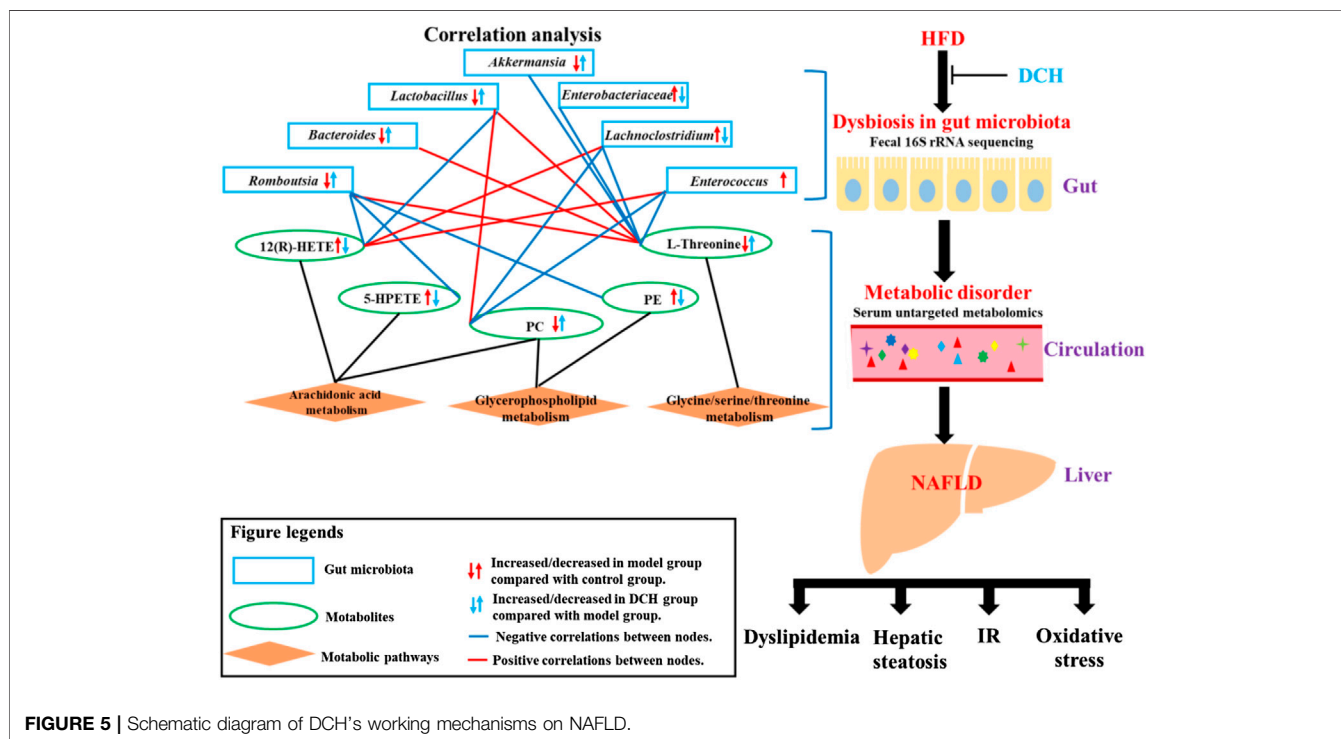 Correlation analysis
Akkermansia
Lactobacillus
Enterobacteriaceae
Bacteroides
Lachnoclostridium
Romboutsia
Enterococcus
12(R)-HETE
L-Threonine
5-HPETE
PE
PC
Arachidonic acid
metabolism
Glycerophospholipid
metabolism
Glycine/serine/threonine
metabolism
HFD
DCH
Dysbiosis in gut microbiota
Fecal 16S rRNA sequencing
Gut
Metabolic disorder
Serum untargeted metabolomics
Circulation
NAFLD
Liver
Dyslipidemia
Hepatic
steatosis
IR
Oxidative
stress
Figure legends
Gut microbiota
Motabolites
Motabolic pathways
Increased/decreased in model group
compared with control group.
Increased/decreased in DCH group
compared with model group.
Negative correlations between nodes.
Positive correlations between nodes.
FIGURE 5 | Schematic diagram of DCH's working mechanisms on NAFLD.